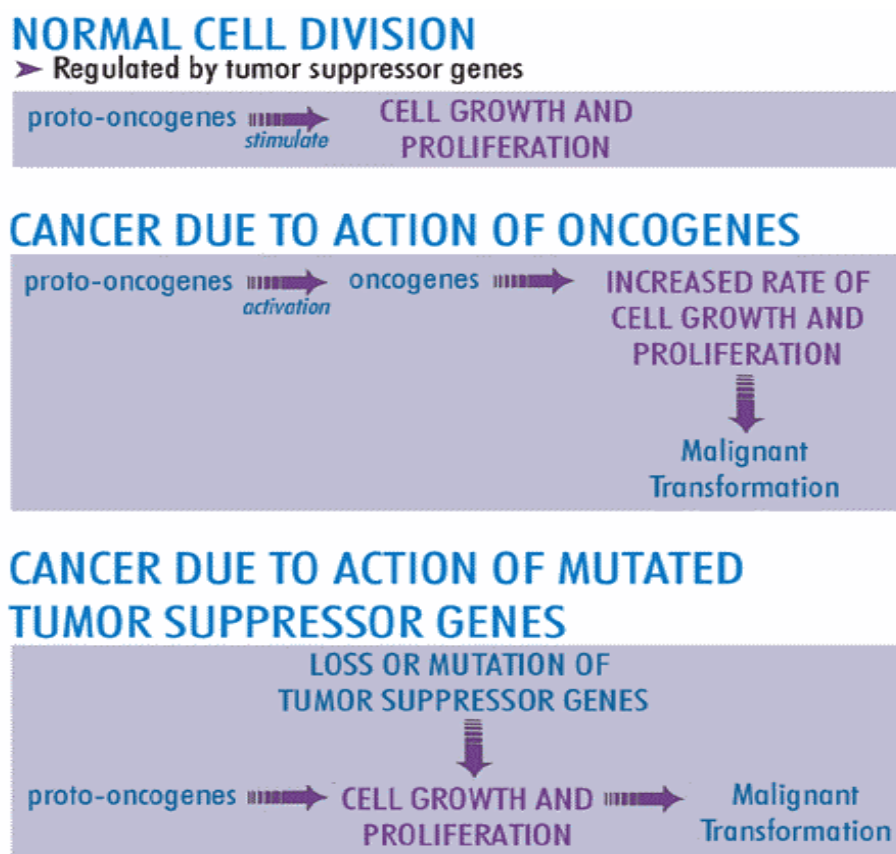 NORMAL CELL DIVISION
➤ Regulated by tumor suppressor genes
proto-oncogenes
stimulate
CELL GROWTH AND
PROLIFERATION
CANCER DUE TO ACTION OF ONCOGENES
proto-oncogenes
activation
oncogenes
INCREASED RATE OF
CELL GROWTH AND
PROLIFERATION
Malignant
Transformation
CANCER DUE TO ACTION OF MUTATED
TUMOR SUPPRESSOR GENES
LOSS OR MUTATION OF
TUMOR SUPPRESSOR GENES
proto-oncogenes
CELL GROWTH AND
PROLIFERATION
Malignant
Transformation